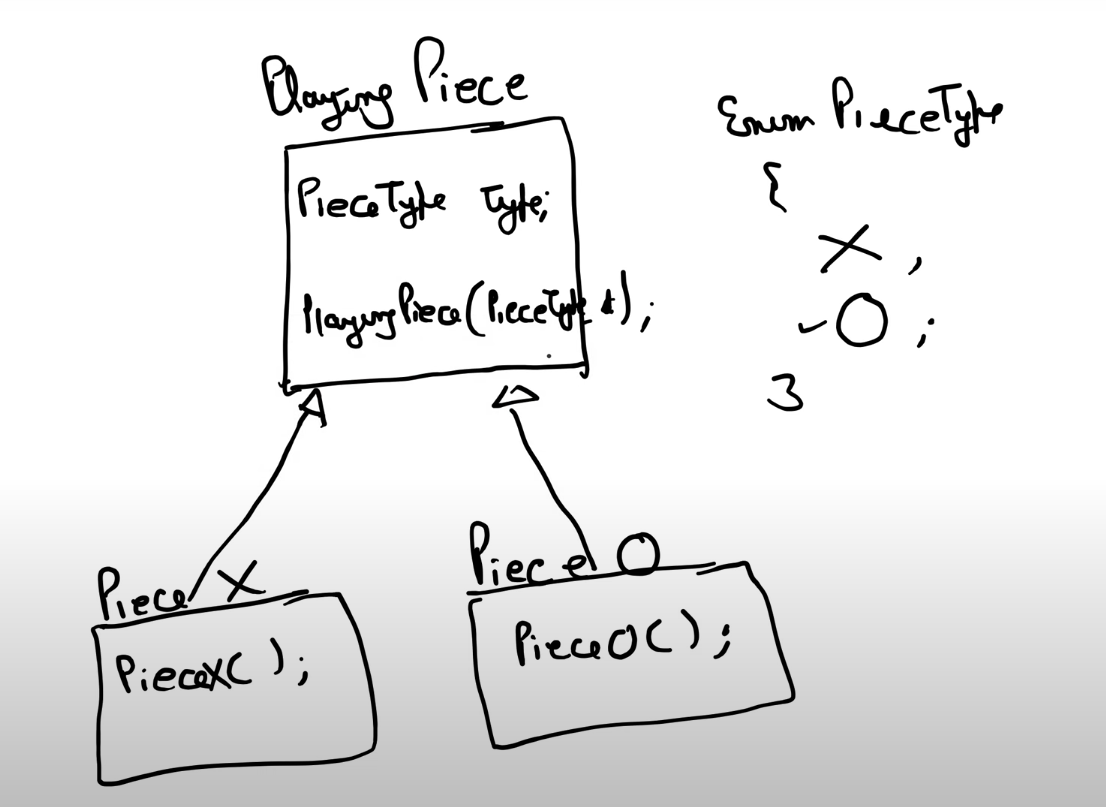 Playing Piece
PieceType type;
PlayingPiece(PieceType t);
Enum PieceType
{
X ,
O ;
}
Piece X
PieceX( );
Piece O
PieceO( );